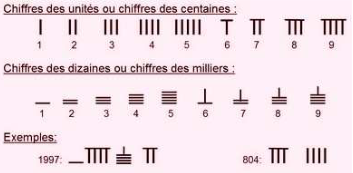 Chiffres des unités ou chiffres des centaines :
1 2 3 4 5 6 7 8 9
Chiffres des dizaines ou chiffres des milliers :
1 2 3 4 5 6 7 8 9
Exemples:
1997: 804: